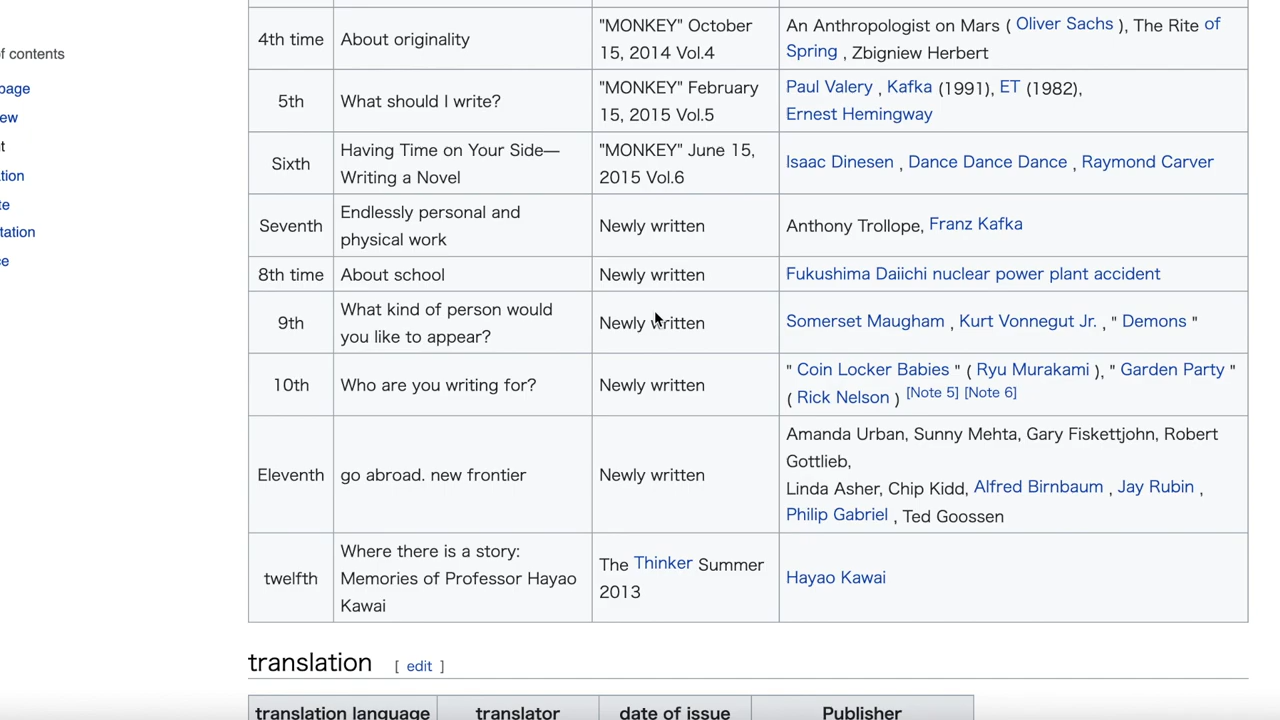 f contents
page
ew
t
ation
te
tation
ce
4th time
About originality
"MONKEY" October
15, 2014 Vol.4
An Anthropologist on Mars ( Oliver Sachs ), The Rite of
Spring , Zbigniew Herbert
5th
What should I write?
"MONKEY" February
15, 2015 Vol.5
Paul Valery , Kafka (1991), ET (1982),
Ernest Hemingway
Sixth
Having Time on Your Side—
Writing a Novel
"MONKEY" June 15,
2015 Vol.6
Isaac Dinesen , Dance Dance Dance , Raymond Carver
Seventh
Endlessly personal and
physical work
Newly written
Anthony Trollope, Franz Kafka
8th time
About school
Newly written
Fukushima Daiichi nuclear power plant accident
9th
What kind of person would
you like to appear?
Newly written
Somerset Maugham , Kurt Vonnegut Jr. , " Demons "
10th
Who are you writing for?
Newly written
" Coin Locker Babies " ( Ryu Murakami ), " Garden Party "
( Rick Nelson ) [Note 5] [Note 6]
Eleventh
go abroad. new frontier
Newly written
Amanda Urban, Sunny Mehta, Gary Fiskettjohn, Robert
Gottlieb,
Linda Asher, Chip Kidd, Alfred Birnbaum , Jay Rubin ,
Philip Gabriel , Ted Goossen
twelfth
Where there is a story:
Memories of Professor Hayao
Kawai
The Thinker Summer
2013
Hayao Kawai
translation [ edit ]
translation language
translator
date of issue
Publisher